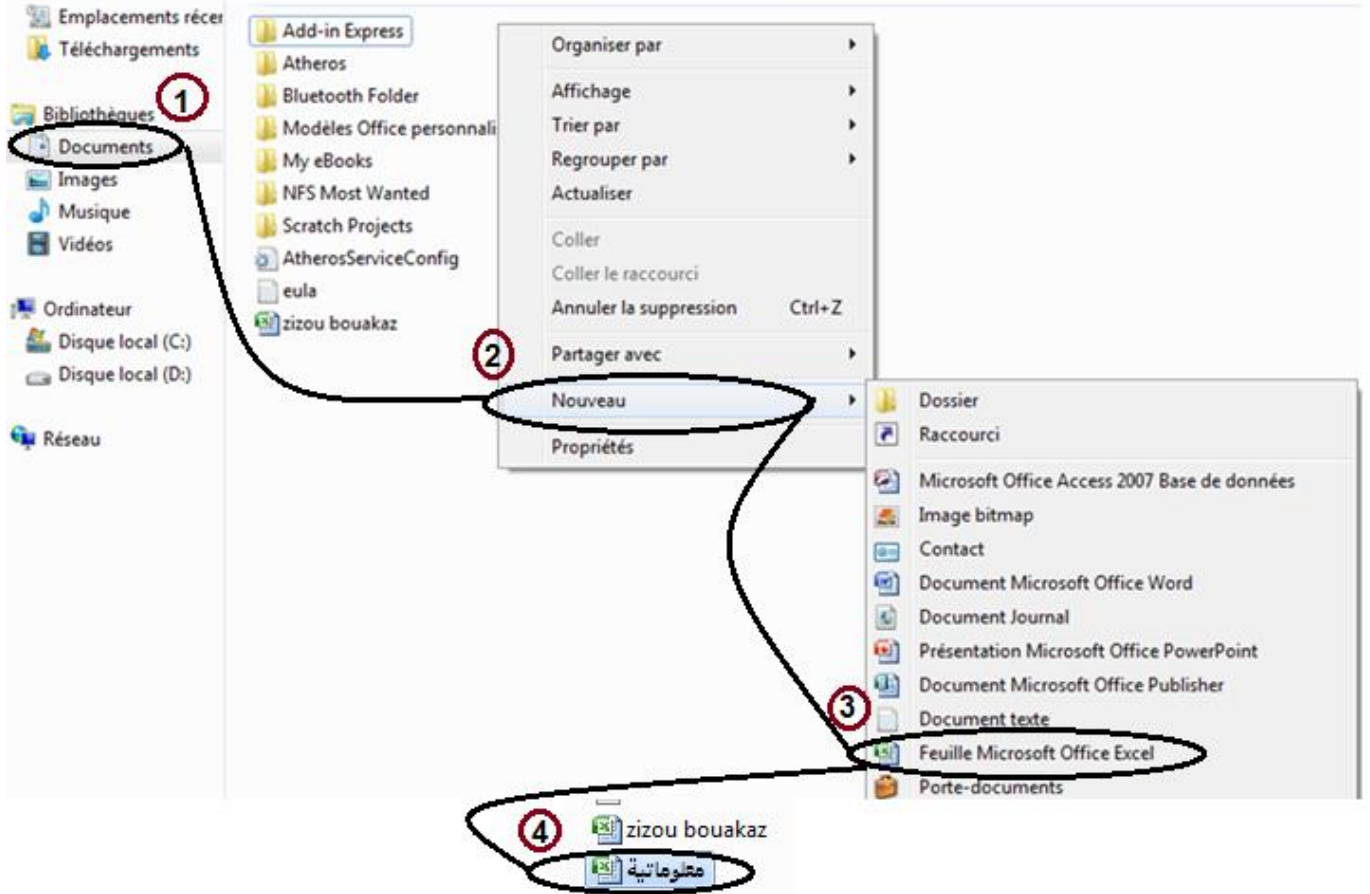 Emplacements récen
Téléchargements
1
Bibliothèques
Documents
Images
Musique
Vidéos
Ordinateur
Disque local (C:)
Disque local (D:)
Réseau
Add-in Express
Atheros
Bluetooth Folder
Modèles Office personnali
My eBooks
NFS Most Wanted
Scratch Projects
AtherosServiceConfig
eula
zizou bouakaz
Organiser par
Affichage
Trier par
Regrouper par
Actualiser
Coller
Coller le raccourci
Annuler la suppression Ctrl+Z
Partager avec
2
Nouveau
Propriétés
Dossier
Raccourci
Microsoft Office Access 2007 Base de données
Image bitmap
Contact
Document Microsoft Office Word
Document Journal
Présentation Microsoft Office PowerPoint
Document Microsoft Office Publisher
Document texte
3
Feuille Microsoft Office Excel
Porte-documents
4
zizou bouakaz
معلوماتية